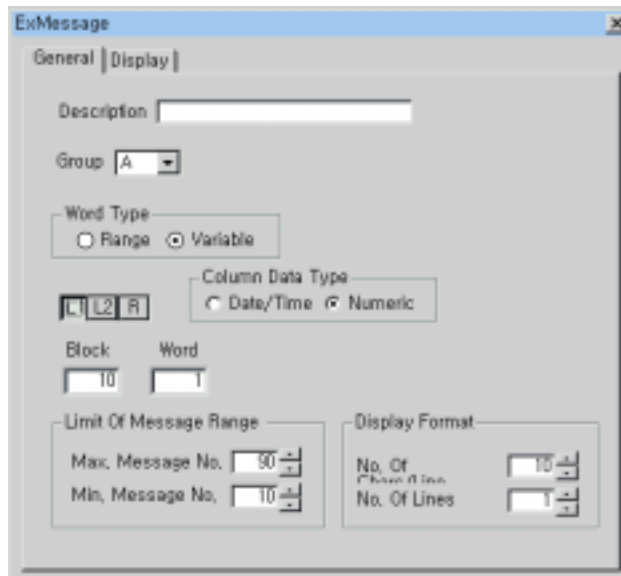 ExMessage
General Display
Description
Group A
Word Type
Range Variable
Column Data Type
Date/Time Numeric
L1 L2 R
Block Word
10 1
Limit Of Message Range
Max. Message No. 90
Min. Message No. 10
Display Format
No. Of
Chars/Line
10
No. Of Lines 1